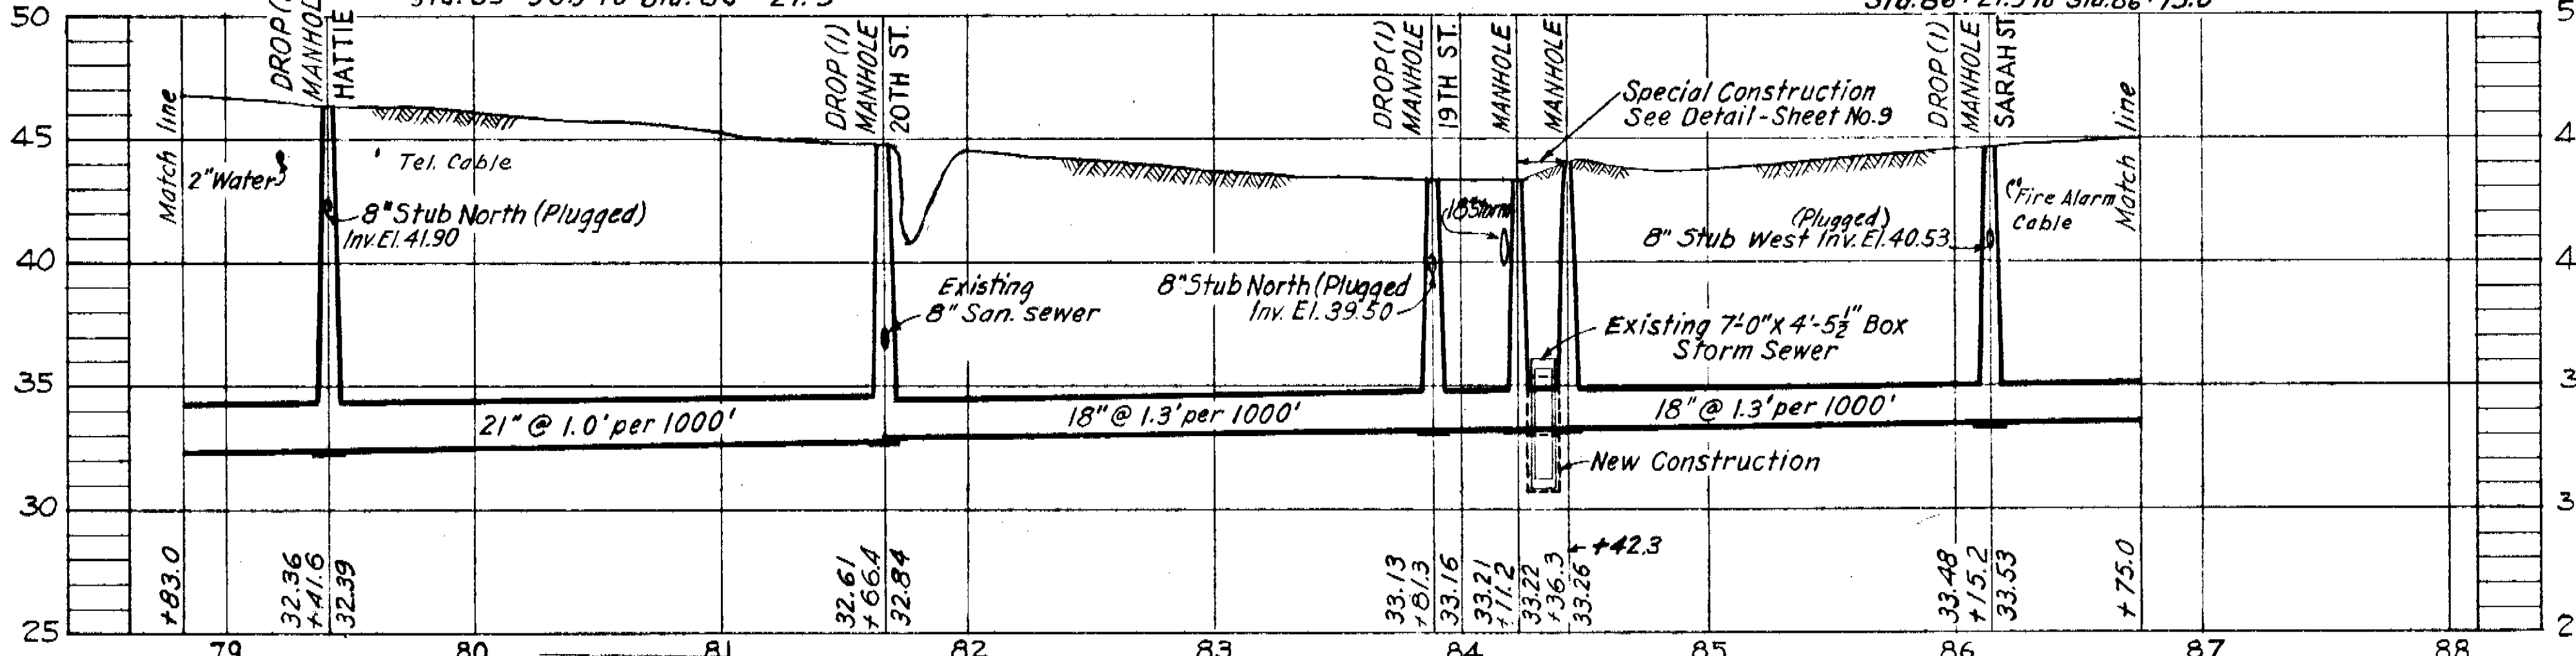 50
45
40
35
30
25
DROP (
MANHOL
HATTIE
DROP (1)
MANHOLE
20TH ST.
DROP (1)
MANHOLE
19TH ST.
MANHOLE
MANHOLE
DROP (1)
MANHOLE
SARAH ST
5
4
4
3
3
2
Sta. 86+21.5 to Sta. 86+75.0
Match line
2" Water
Tel. Cable
8" Stub North (Plugged)
Inv. El. 41.90
Existing
8" San. sewer
8" Stub North (Plugged
Inv. El. 39.50
18" Storm
Special Construction
See Detail - Sheet No. 9
(Plugged)
8" Stub West Inv. El. 40.53
Fire Alarm
Cable
Match line
Existing 7'-0" x 4'-5½" Box
Storm Sewer
21" @ 1.0' per 1000'
18" @ 1.3' per 1000'
18" @ 1.3' per 1000'
New Construction
+83.0
32.36
+41.6
32.39
32.61
+66.4
32.84
33.13
+81.3
33.16
33.21
+11.2
33.22
+36.3
33.26
+42.3
33.48
+15.2
33.53
+75.0
79
80
81
82
83
84
85
86
87
88